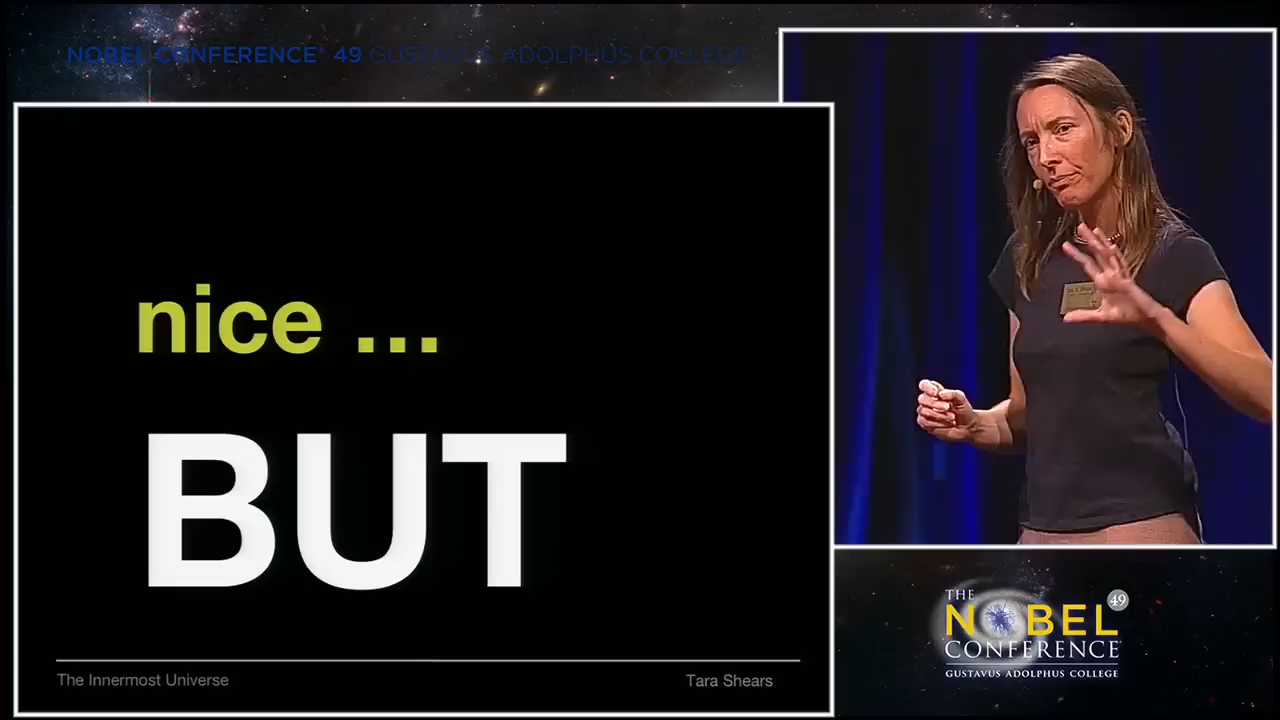 NOBEL CONFERENCE® 49 GUSTAVUS ADOLPHUS COLLEGE
nice ...
BUT
The Innermost Universe
Tara Shears
THE
49
NOBEL
CONFERENCE
GUSTAVUS ADOLPHUS COLLEGE